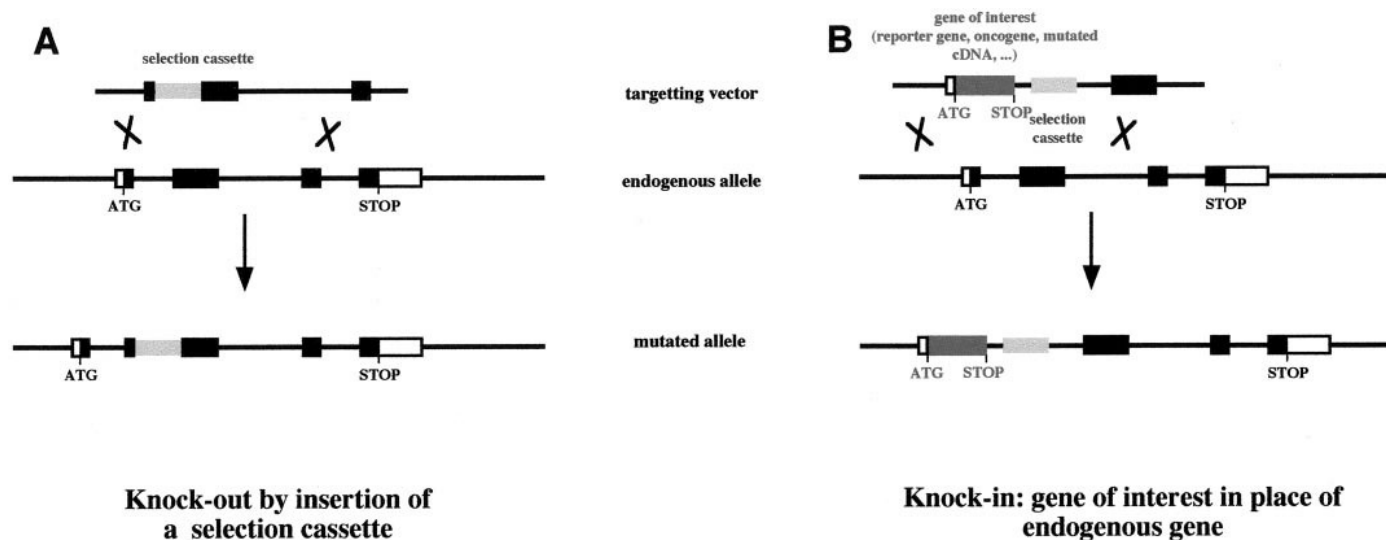 A
selection cassette
targetting vector
endogenous allele
ATG
STOP
mutated allele
ATG
STOP
Knock-out by insertion of
a selection cassette
B
gene of interest
(reporter gene, oncogene, mutated
cDNA, ...)
ATG
STOP
selection
cassette
ATG
STOP
ATG
STOP
STOP
Knock-in: gene of interest in place of
endogenous gene